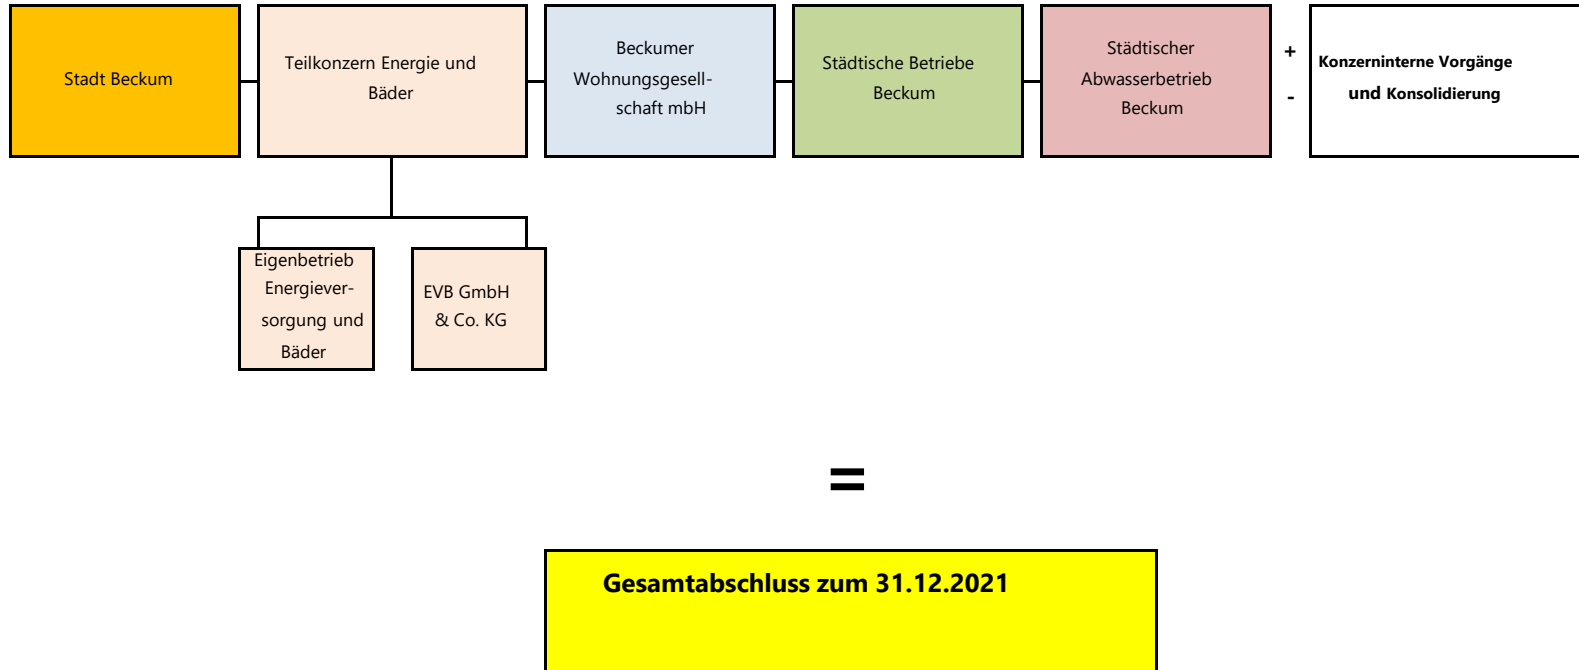 Stadt Beckum
Teilkonzern Energie und
Bäder
Beckumer
Wohnungsgesell-
schaft mbH
Städtische Betriebe
Beckum
Städtischer
Abwasserbetrieb
Beckum
+
-
Konzerninterne Vorgänge
und Konsolidierung
Eigenbetrieb
Energiever-
sorgung und
Bäder
EVB GmbH
& Co. KG
=
Gesamtabschluss zum 31.12.2021